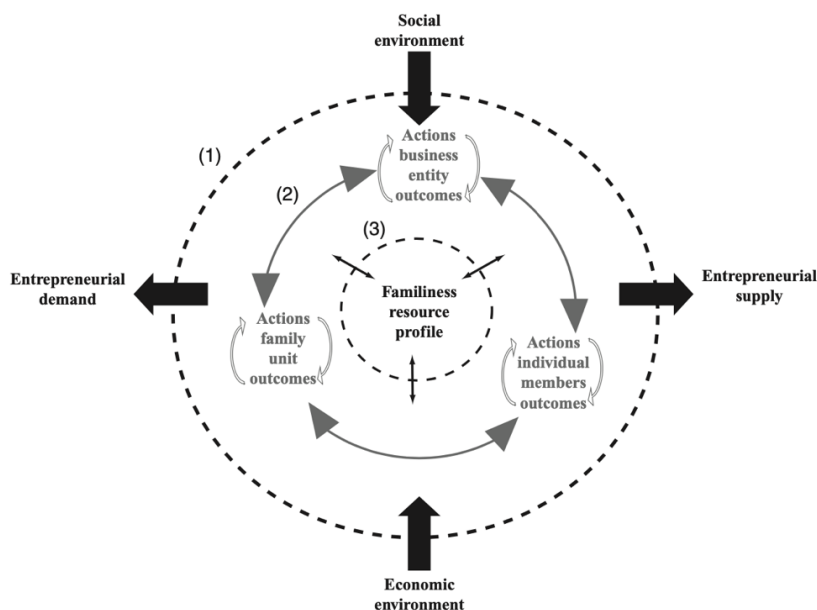 Social
environment
(1)
Actions
business
entity
outcomes
(2)
(3)
Entrepreneurial
demand
Familiness
resource
profile
Entrepreneurial
supply
Actions
family
unit
outcomes
Actions
individual
members
outcomes
Economic
environment